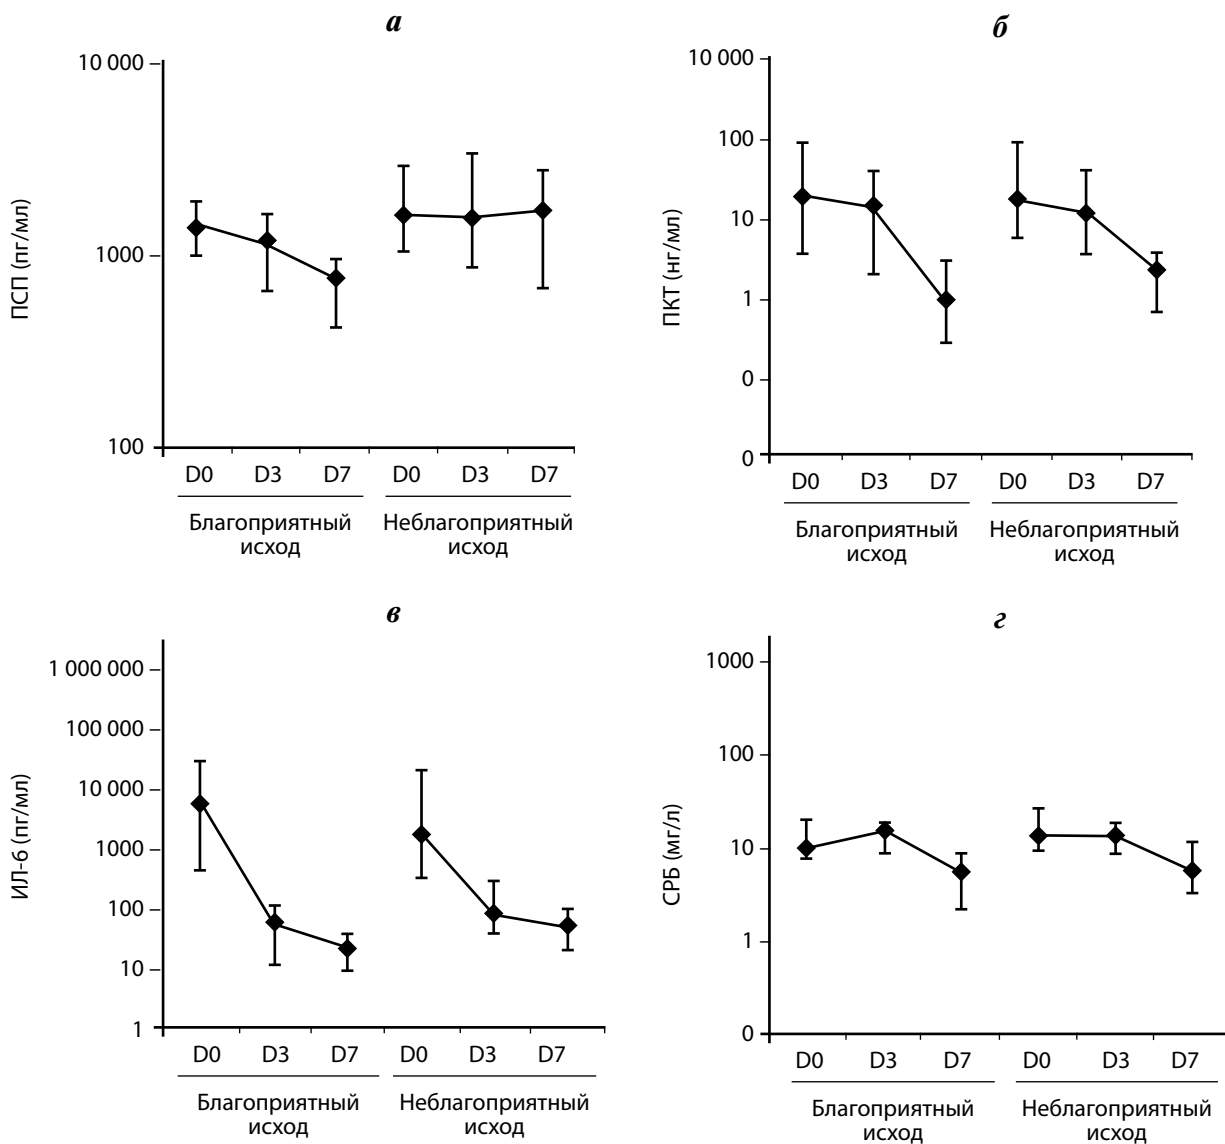 а
ПСП (пг/мл)
10 000
1000
100
D0 D3 D7 D0 D3 D7
Благоприятный исход
Неблагоприятный исход
б
ПКТ (нг/мл)
10 000
100
10
1
0
0
D0 D3 D7 D0 D3 D7
Благоприятный исход
Неблагоприятный исход
в
ИЛ-6 (пг/мл)
1 000 000
100 000
10 000
1000
100
10
1
D0 D3 D7 D0 D3 D7
Благоприятный исход
Неблагоприятный исход
г
СРБ (мг/л)
1000
100
10
1
0
D0 D3 D7 D0 D3 D7
Благоприятный исход
Неблагоприятный исход